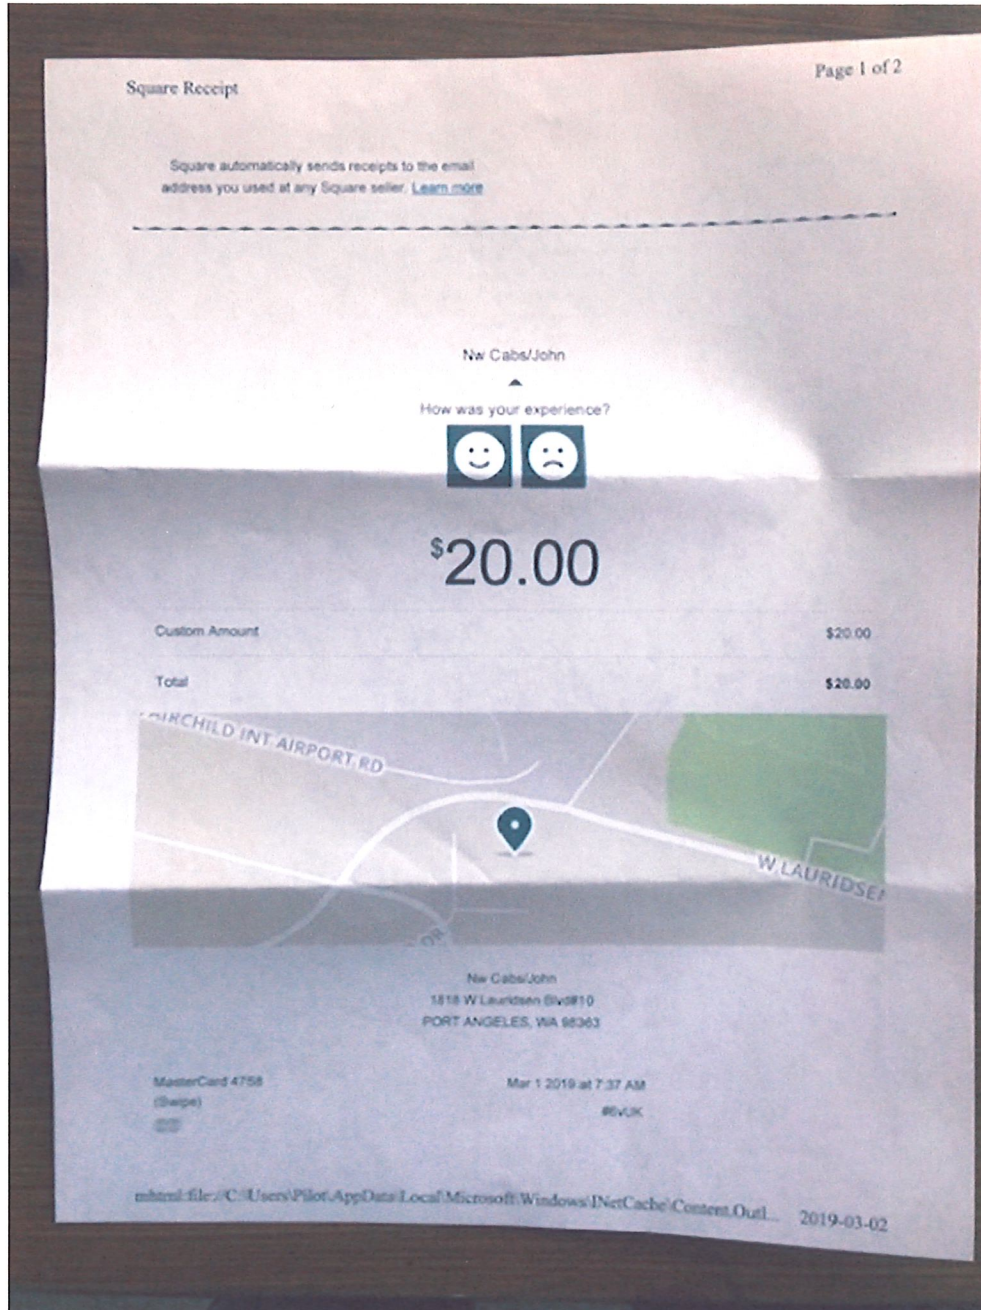 Square Receipt
Page 1 of 2
Square automatically sends receipts to the email
address you used at any Square seller. Learn more
Nw Cabs/John
How was your experience?
$20.00
Custom Amount $20.00
Total $20.00
FAIRCHILD INT AIRPORT RD
W LAURIDSEN
DR
Nw Cabs/John
1818 W Lauridsen Blvd#10
PORT ANGELES, WA 98363
MasterCard 4758
(Swipe)
Mar 1 2019 at 7:37 AM
#6vUK
mhtml:file://C:\Users\Pilot\AppData\Local\Microsoft\Windows\INetCache\Content.Outl... 2019-03-02